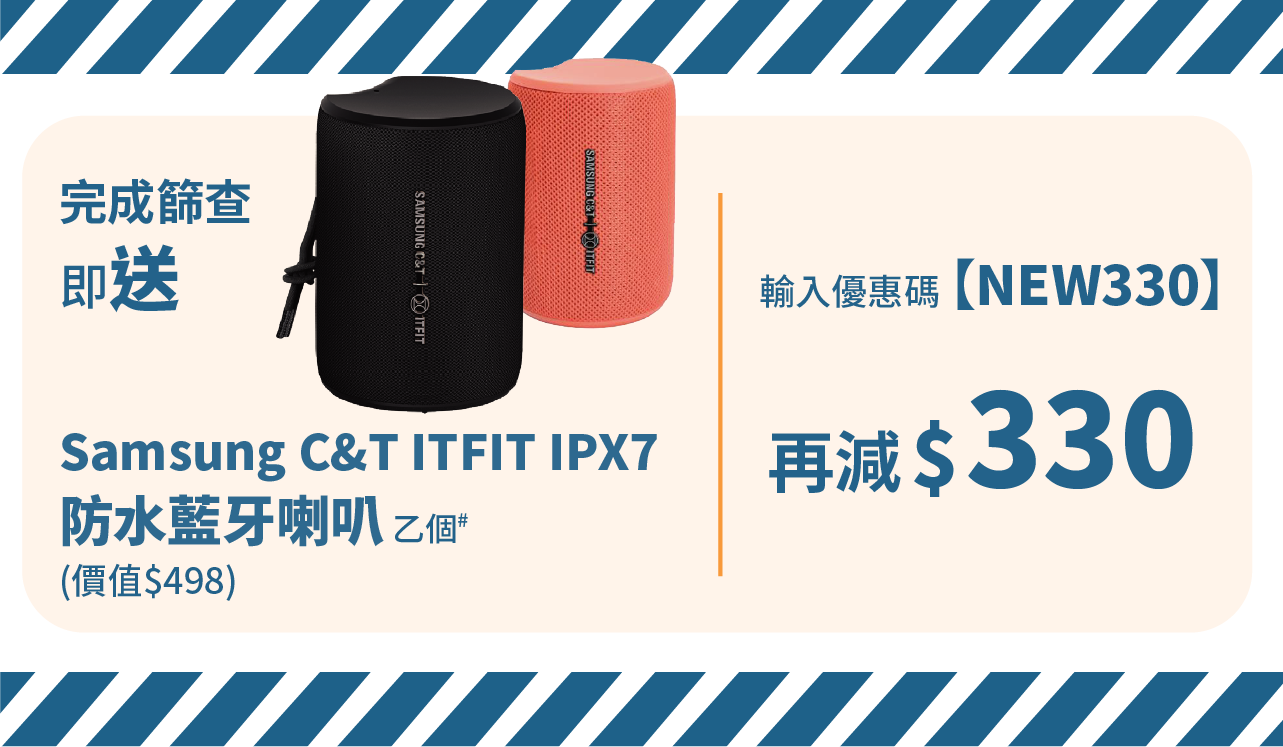 完成篩查
即送
SAMSUNG C&T | ITFIT
SAMSUNG C&T | ITFIT
Samsung C&T ITFIT IPX7
防水藍牙喇叭 乙個#
(價值$498)
輸入優惠碼【NEW330】
再減$330